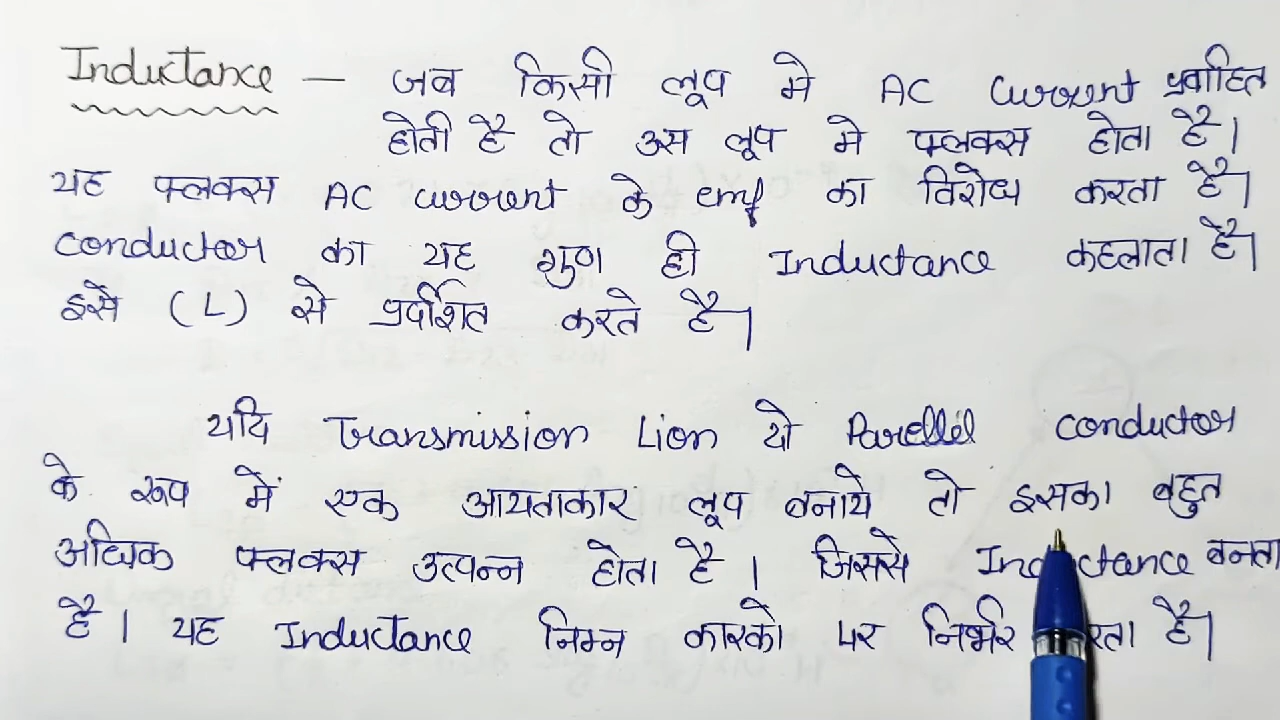 Inductance — जब किसी लूप मे AC Current प्रवाहित
होती है तो उस लूप मे फ्लक्स होता है।
यह फ्लक्स AC current के emf का विरोध करता है।
conductor का यह गुण ही Inductance कहलाता है।
इसे (L) से प्रर्दशित करते है।
यदि Transmission Lion दो Parellel conductor
के रूप में एक आयताकार लूप बनाये तो इसका बहुत
अधिक फ्लक्स उत्पन्न होता है। जिससे Inductance बनता
है। यह Inductance निम्न कारको पर निर्भर करता है।